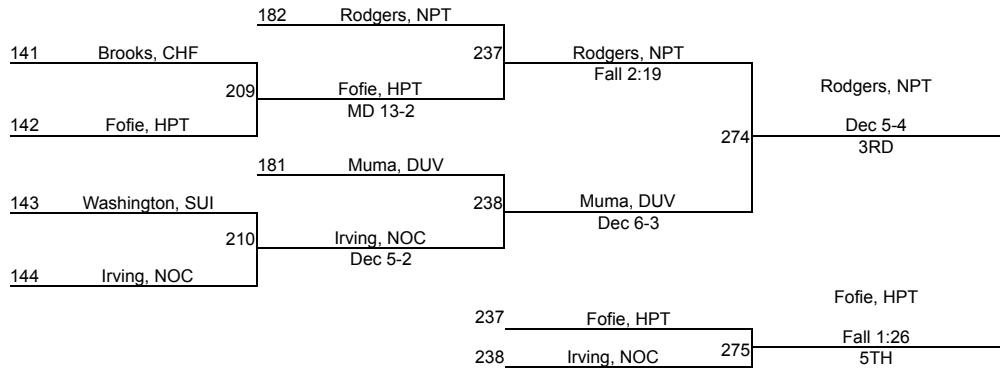 182 Rodgers, NPT
141 Brooks, CHF
237 Rodgers, NPT
Fall 2:19
209 Fofie, HPT
MD 13-2
Rodgers, NPT
142 Fofie, HPT
Dec 5-4
274
3RD
181 Muma, DUV
143 Washington, SUI
238 Muma, DUV
Dec 6-3
210 Irving, NOC
Dec 5-2
144 Irving, NOC
Fofie, HPT
237 Fofie, HPT
Fall 1:26
275
5TH
238 Irving, NOC